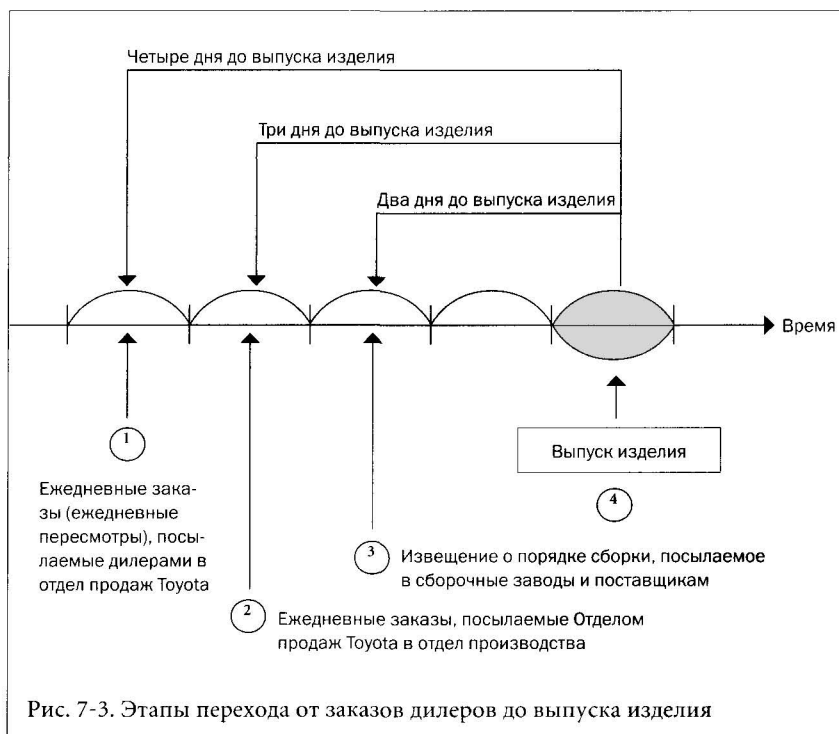 Четыре дня до выпуска изделия
Три дня до выпуска изделия
Два дня до выпуска изделия
Время
1
Ежедневные зака-
зы (ежедневные
пересмотры), посы-
лаемые дилерами в
отдел продаж Toyota
2
Ежедневные заказы, посылаемые Отделом
продаж Toyota в отдел производства
3
Извещение о порядке сборки, посылаемое
в сборочные заводы и поставщикам
Выпуск изделия
4
Рис. 7-3. Этапы перехода от заказов дилеров до выпуска изделия